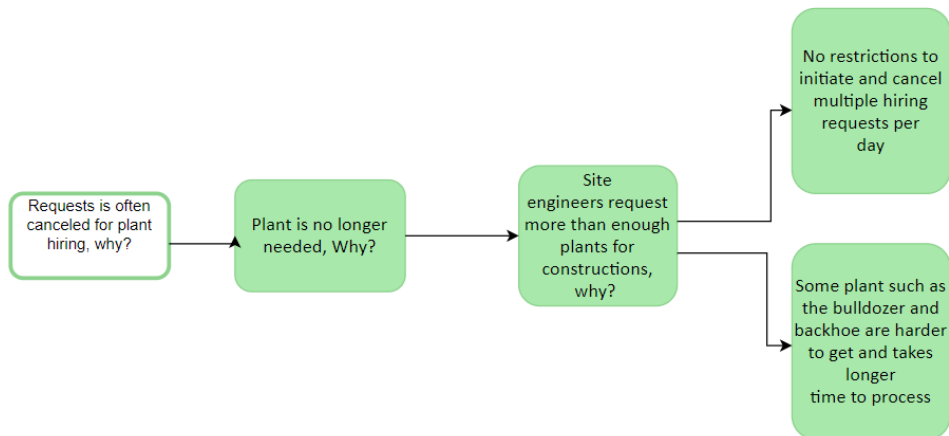 Requests is often
canceled for plant
hiring, why?
Plant is no longer
needed, Why?
Site
engineers request
more than enough
plants for
constructions,
why?
No restrictions to
initiate and cancel
multiple hiring
requests per
day
Some plant such as
the bulldozer and
backhoe are harder
to get and takes
longer
time to process